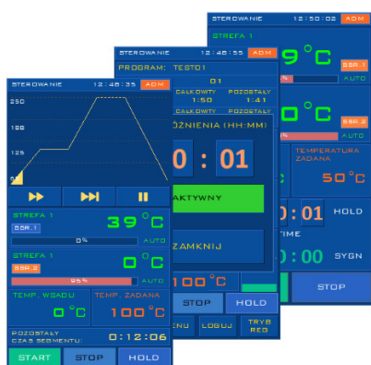 STEROWANIE 12:48:35 ADM
250
188
125
STREFA 1
SSR.1
39°C
0% AUTO
STREFA 1
SSR.2
0°C
95% AUTO
TEMP. WSADU TEMP. ZADANA
0°C 100°C
POZOSTAŁY
CZAS SEGMENTU:
0:12:06
START STOP HOLD
STEROWANIE 12:48:55 ADM
PROGRAM: TEST01
01
CAŁKOWITY POZOSTAŁY
1:50 1:41
CAŁKOWITY POZOSTAŁY
(HH:MM)
0 : 01
AKTYWNY
ZAMKNIJ
100°C
STOP HOLD
LOGUJ TRYB
REG
STEROWANIE 12:50:02 ADM
STREFA 1
9°C
SSR.1
AUTO
0°C
SSR.2
AUTO
TEMPERATURA
ZADANA
50°C
:01 HOLD
:00 SYGN
STOP